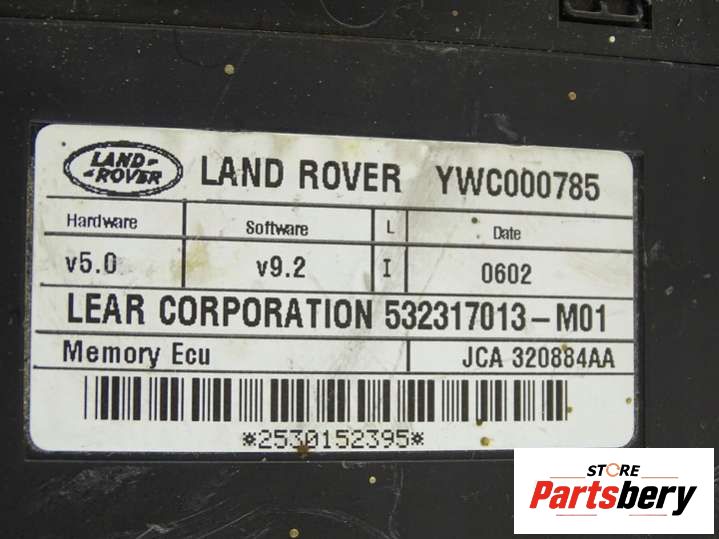 LAND-
ROVER
LAND ROVER YWC000785
Hardware Software L Date
v5.0 v9.2 I 0602
LEAR CORPORATION 532317013-M01
Memory Ecu JCA 320884AA
*2530152395*
STORE
Partsbery